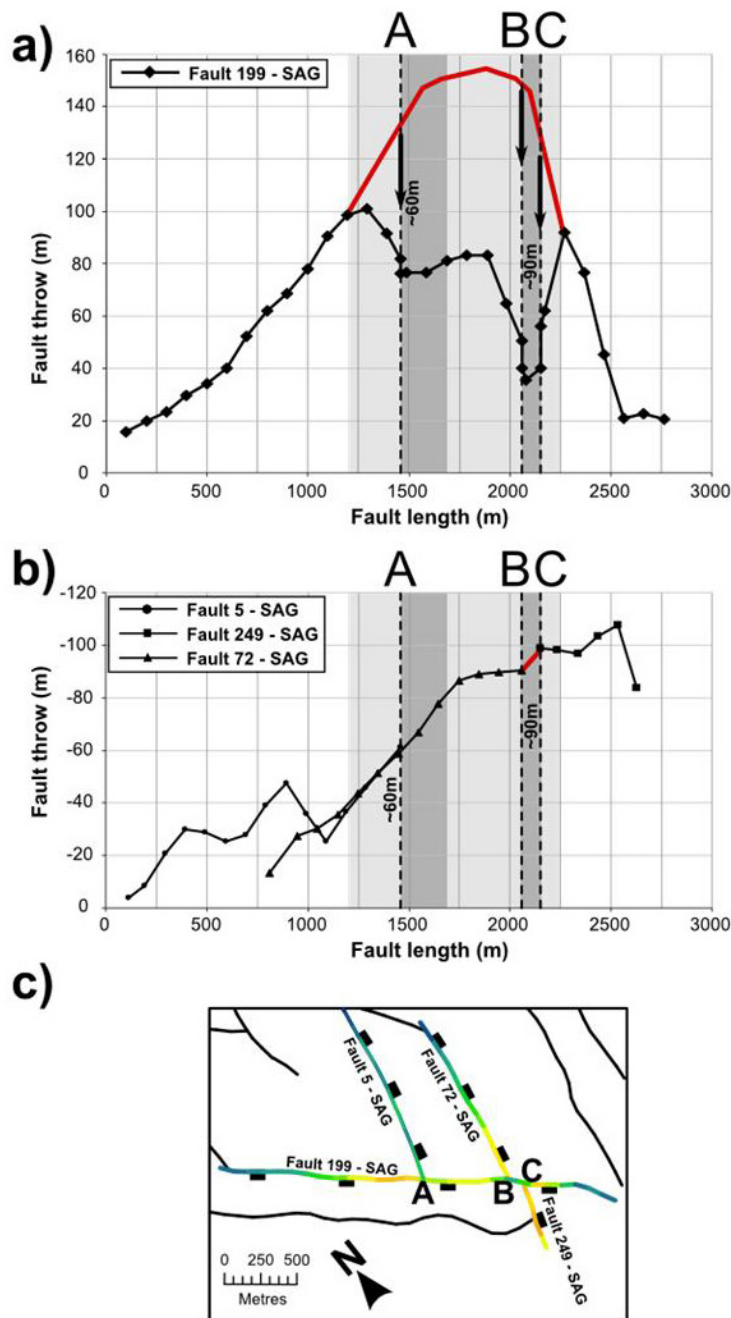 a)
A
B
C
Fault 199 - SAG
160
140
120
100
80
60
40
20
0
Fault throw (m)
~60m
~90m
0
500
1000
1500
2000
2500
3000
Fault length (m)
b)
A
B
C
Fault 5 - SAG
Fault 249 - SAG
Fault 72 - SAG
-120
-100
-80
-60
-40
-20
0
Fault throw (m)
~60m
~90m
0
500
1000
1500
2000
2500
3000
Fault length (m)
c)
Fault 5 - SAG
Fault 72 - SAG
Fault 199 - SAG
A
B
C
Fault 249 - SAG
0 250 500
Metres
N